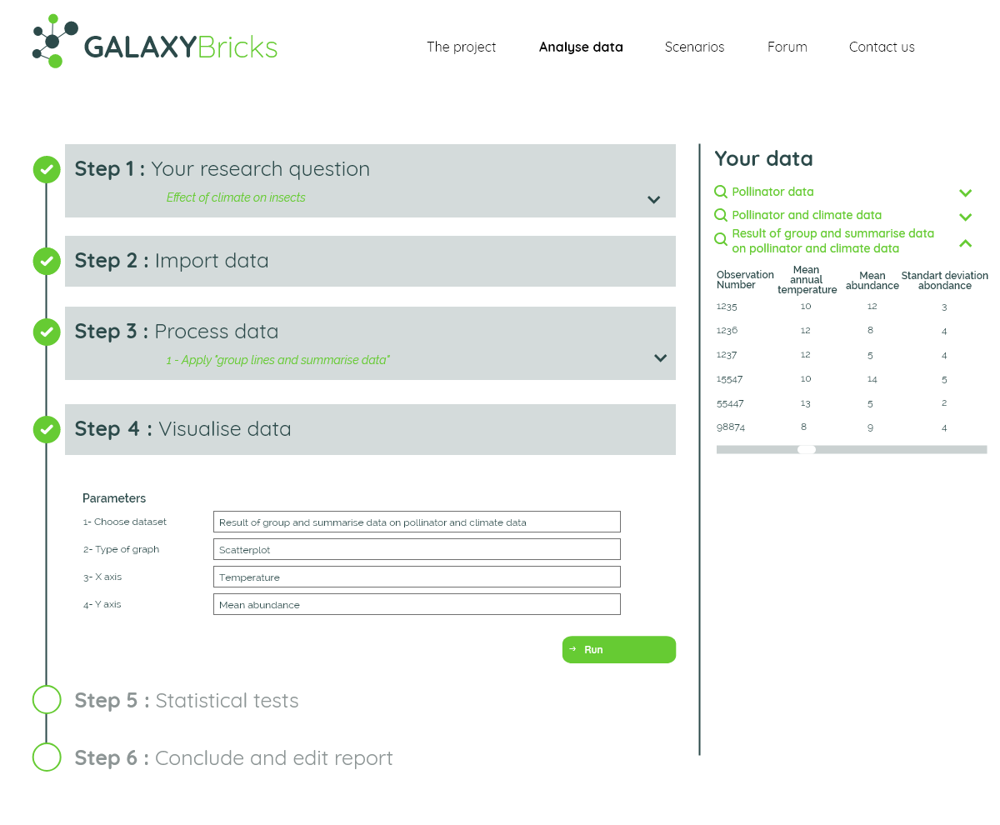 GALAXYBricks
The project Analyse data Scenarios Forum Contact us
Step 1 : Your research question
Effect of climate on insects
Step 2 : Import data
Step 3 : Process data
1 - Apply "group lines and summarise data"
Step 4 : Visualise data
Parameters
1- Choose dataset Result of group and summarise data on pollinator and climate data
2- Type of graph Scatterplot
3- X axis Temperature
4- Y axis Mean abundance
Run
Step 5 : Statistical tests
Step 6 : Conclude and edit report
Your data
Pollinator data
Pollinator and climate data
Result of group and summarise data
on pollinator and climate data
Observation
Number
Mean
annual
temperature
Mean
abundance
Standart deviation
abondance
1235 10 12 3
1236 12 8 4
1237 12 5 4
15547 10 14 5
55447 13 5 2
98874 8 9 4